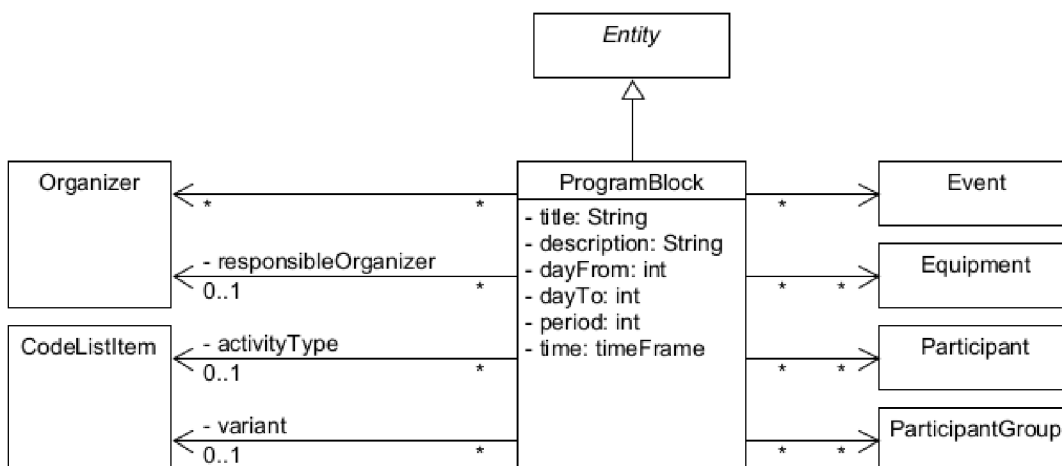 Entity
Organizer
*
*
- responsibleOrganizer
0..1
*
CodeListItem
- activityType
0..1
*
- variant
0..1
*
ProgramBlock
- title: String
- description: String
- dayFrom: int
- dayTo: int
- period: int
- time: timeFrame
Event
*
Equipment
*
*
Participant
*
*
ParticipantGroup
*
*